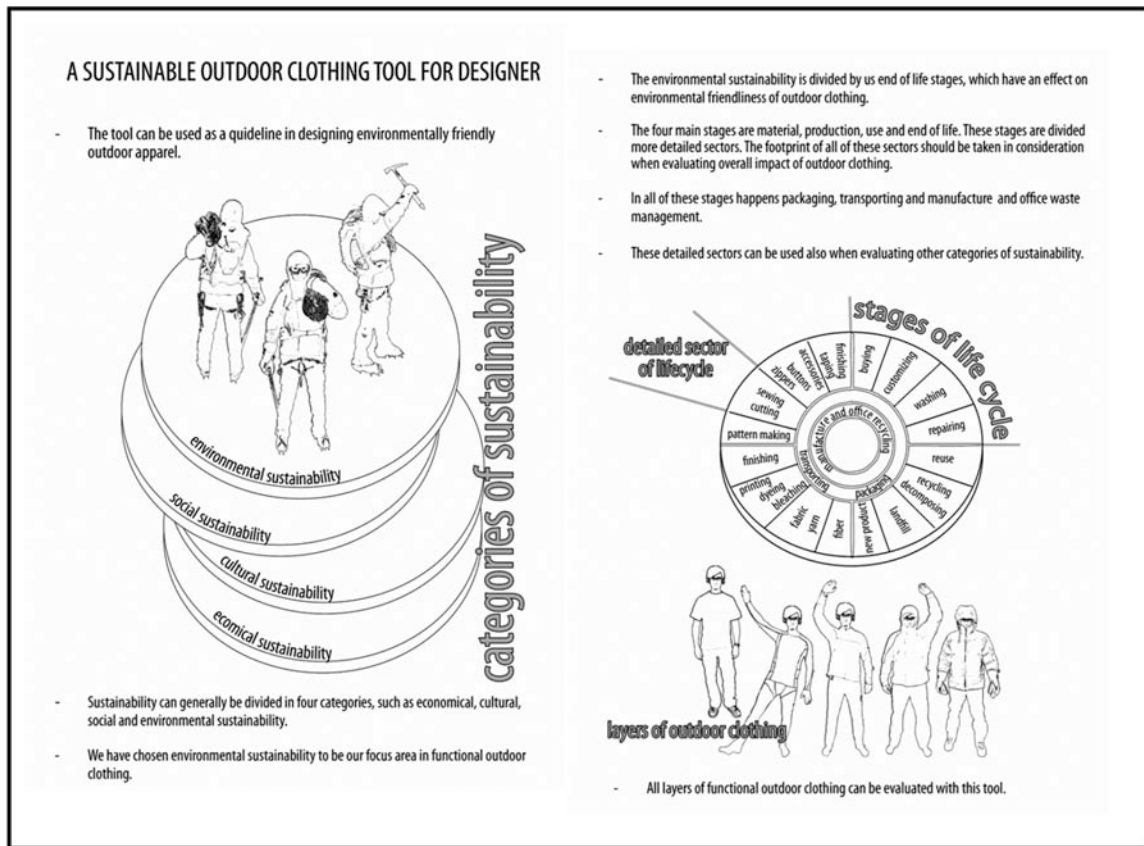 A SUSTAINABLE OUTDOOR CLOTHING TOOL FOR DESIGNER
- The tool can be used as a quideline in designing environmentally friendly
outdoor apparel.
environmental sustainability
social sustainability
cultural sustainability
ecomical sustainability
categories of sustainability
- Sustainability can generally be divided in four categories, such as economical, cultural,
social and environmental sustainability.
- We have chosen environmental sustainability to be our focus area in functional outdoor
clothing.
- The environmental sustainability is divided by us end of life stages, which have an effect on
environmental friendliness of outdoor clothing.
- The four main stages are material, production, use and end of life. These stages are divided
more detailed sectors. The footprint of all of these sectors should be taken in consideration
when evaluating overall impact of outdoor clothing.
- In all of these stages happens packaging, transporting and manufacture and office waste
management.
- These detailed sectors can be used also when evaluating other categories of sustainability.
stages of life cycle
detailed sector
of lifecycle
buying
customizing
washing
repairing
reuse
recycling
decomposing
landfill
new product
fiber
yarn
fabric
bleaching
dyeing
printing
finishing
pattern making
cutting
sewing
zippers
buttons
accessories
taping
finishing
manufacture and office recycling
transporting
packaging
layers of outdoor clothing
- All layers of functional outdoor clothing can be evaluated with this tool.